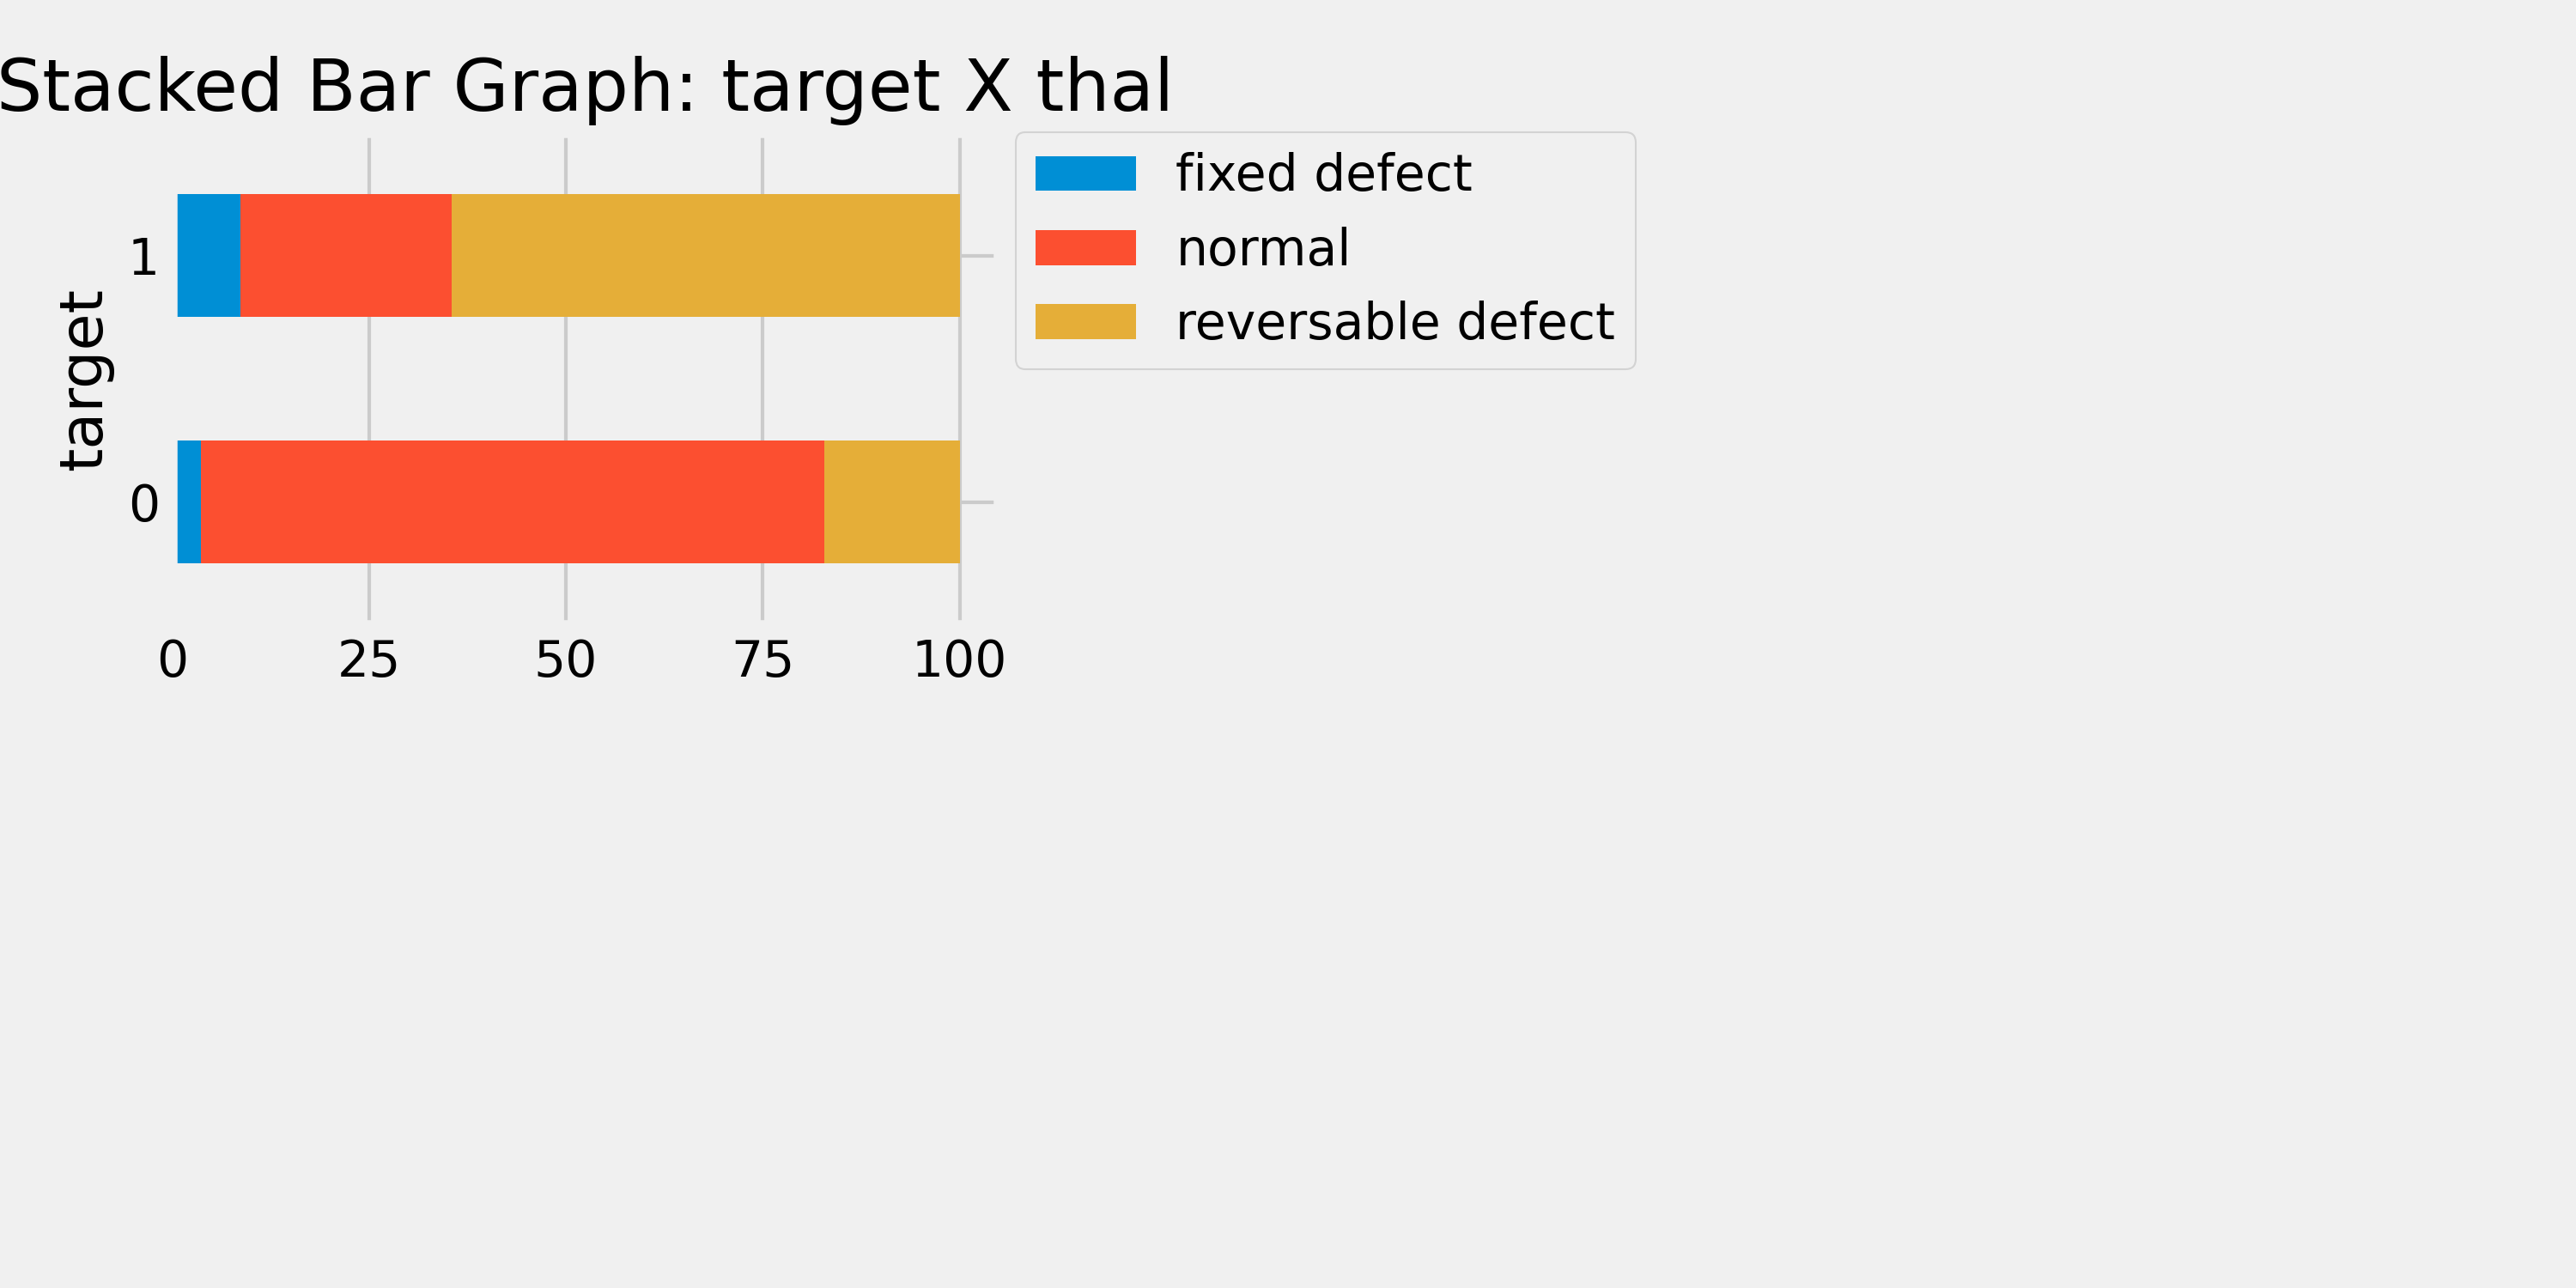 Stacked Bar Graph: target X thal
fixed defect
normal
reversable defect
target
1
0
0 25 50 75 100